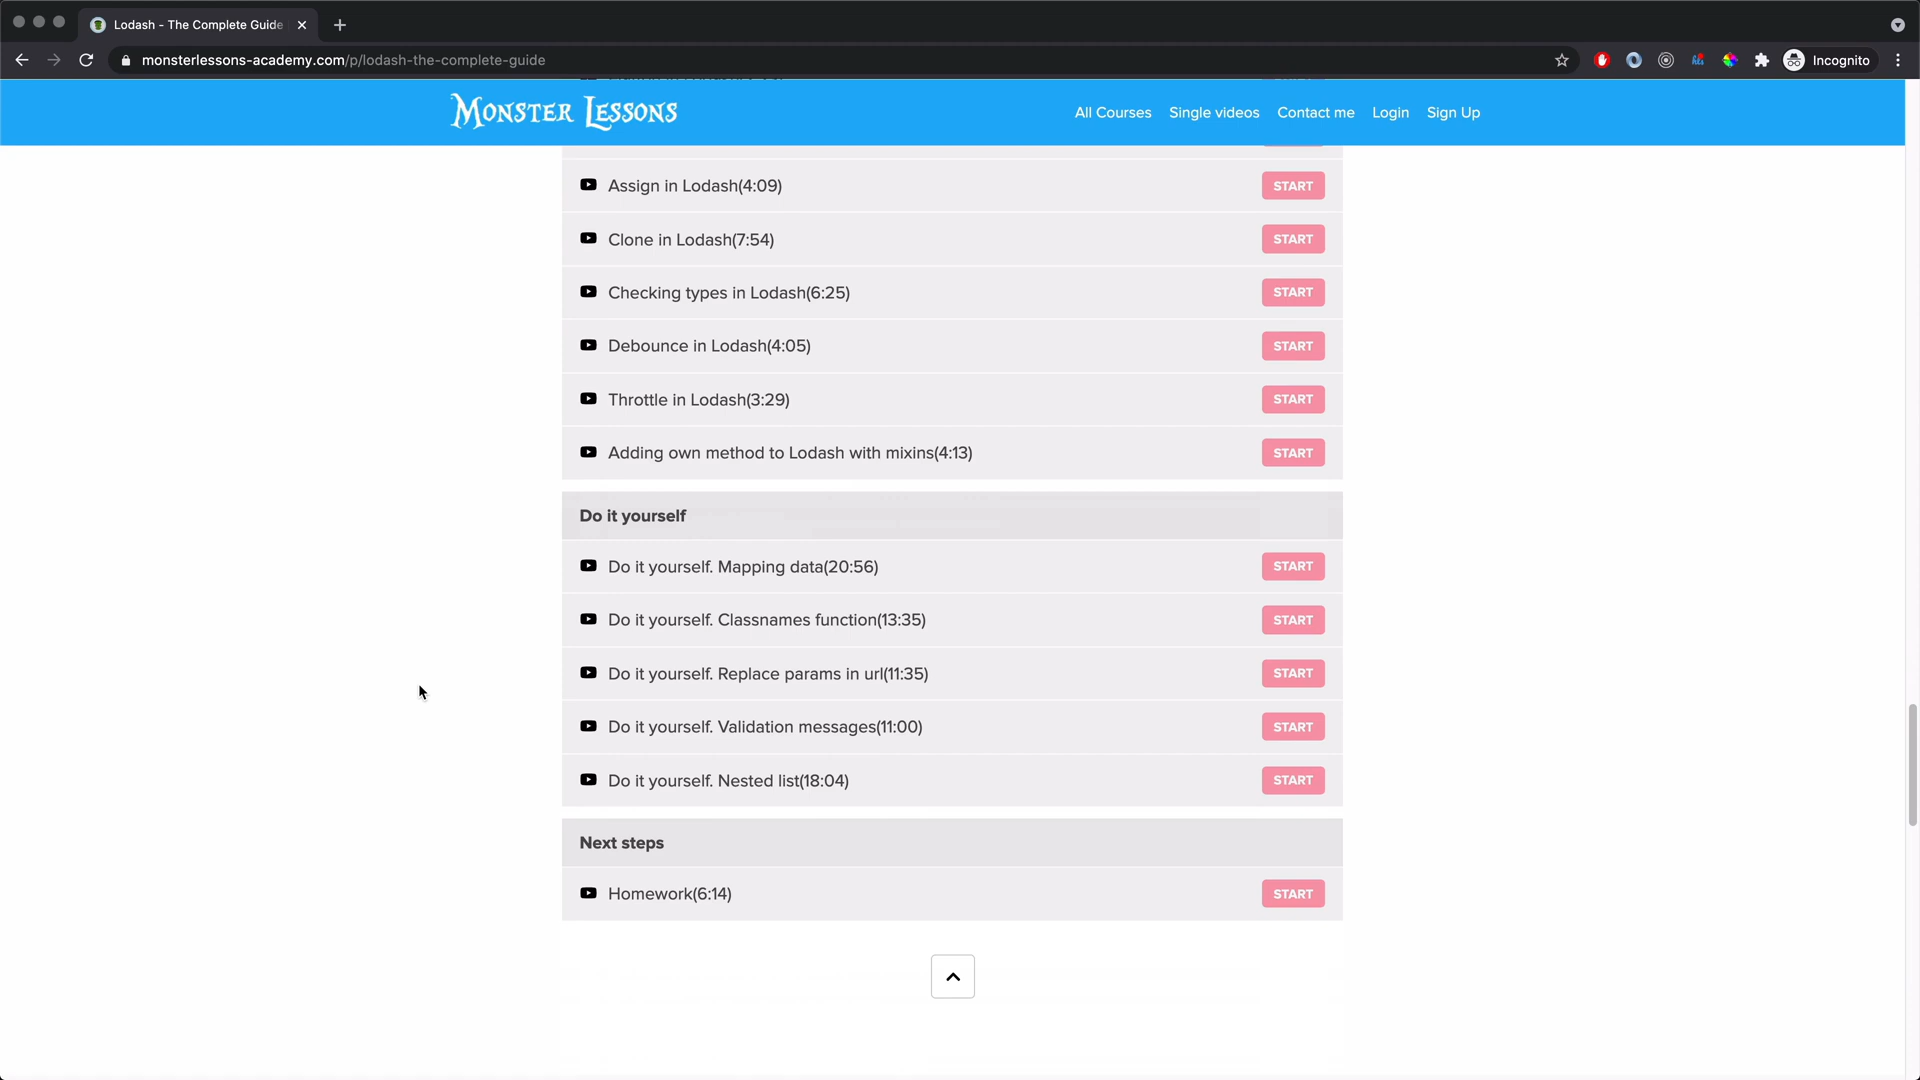 Lodash - The Complete Guide
monsterlessons-academy.com/p/lodash-the-complete-guide
Incognito
Monster Lessons
All Courses
Single videos
Contact me
Login
Sign Up
Assign in Lodash(4:09)
START
Clone in Lodash(7:54)
START
Checking types in Lodash(6:25)
START
Debounce in Lodash(4:05)
START
Throttle in Lodash(3:29)
START
Adding own method to Lodash with mixins(4:13)
START
Do it yourself
Do it yourself. Mapping data(20:56)
START
Do it yourself. Classnames function(13:35)
START
Do it yourself. Replace params in url(11:35)
START
Do it yourself. Validation messages(11:00)
START
Do it yourself. Nested list(18:04)
START
Next steps
Homework(6:14)
START